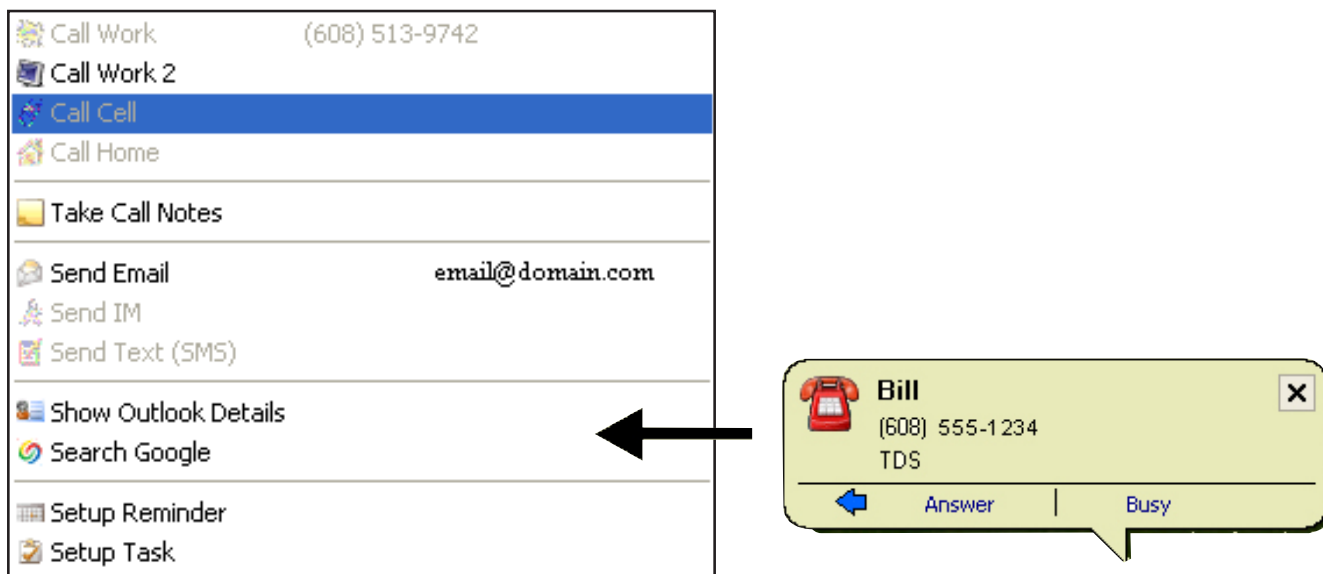 Call Work (608) 513-9742
Call Work 2
Call Cell
Call Home
Take Call Notes
Send Email email@domain.com
Send IM
Send Text (SMS)
Show Outlook Details
Search Google
Setup Reminder
Setup Task
Bill
(608) 555-1234
TDS
Answer | Busy